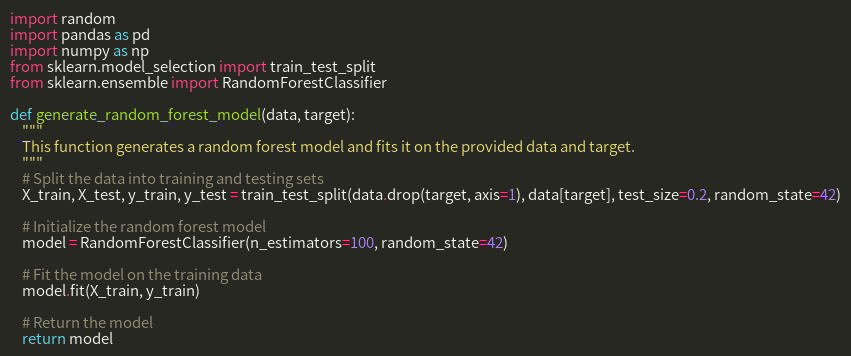 import random
import pandas as pd
import numpy as np
from sklearn.model_selection import train_test_split
from sklearn.ensemble import RandomForestClassifier

def generate_random_forest_model(data, target):
    """
    This function generates a random forest model and fits it on the provided data and target.
    """
    # Split the data into training and testing sets
    X_train, X_test, y_train, y_test = train_test_split(data.drop(target, axis=1), data[target], test_size=0.2, random_state=42)

    # Initialize the random forest model
    model = RandomForestClassifier(n_estimators=100, random_state=42)

    # Fit the model on the training data
    model.fit(X_train, y_train)

    # Return the model
    return model